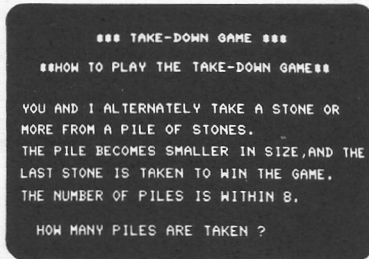 *** TAKE-DOWN GAME ***
**HOW TO PLAY THE TAKE-DOWN GAME**
YOU AND I ALTERNATELY TAKE A STONE OR
MORE FROM A PILE OF STONES.
THE PILE BECOMES SMALLER IN SIZE,AND THE
LAST STONE IS TAKEN TO WIN THE GAME.
THE NUMBER OF PILES IS WITHIN 8.
HOW MANY PILES ARE TAKEN ?